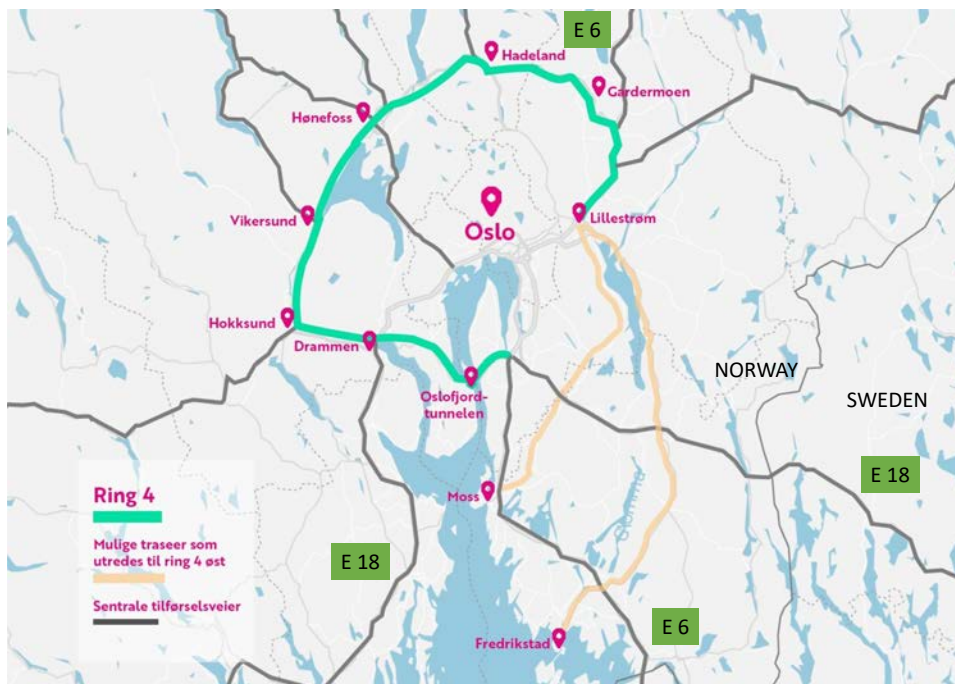 E 6
Hadeland
Gardermoen
Hønefoss
Vikersund
Oslo
Lillestrøm
Hokksund
Drammen
Oslofjord-
tunnelen
NORWAY
SWEDEN
E 18
Moss
Glomma
Ring 4
Mulige traseer som
utredes til ring 4 øst
Sentrale tilførselsveier
E 18
E 6
Fredrikstad